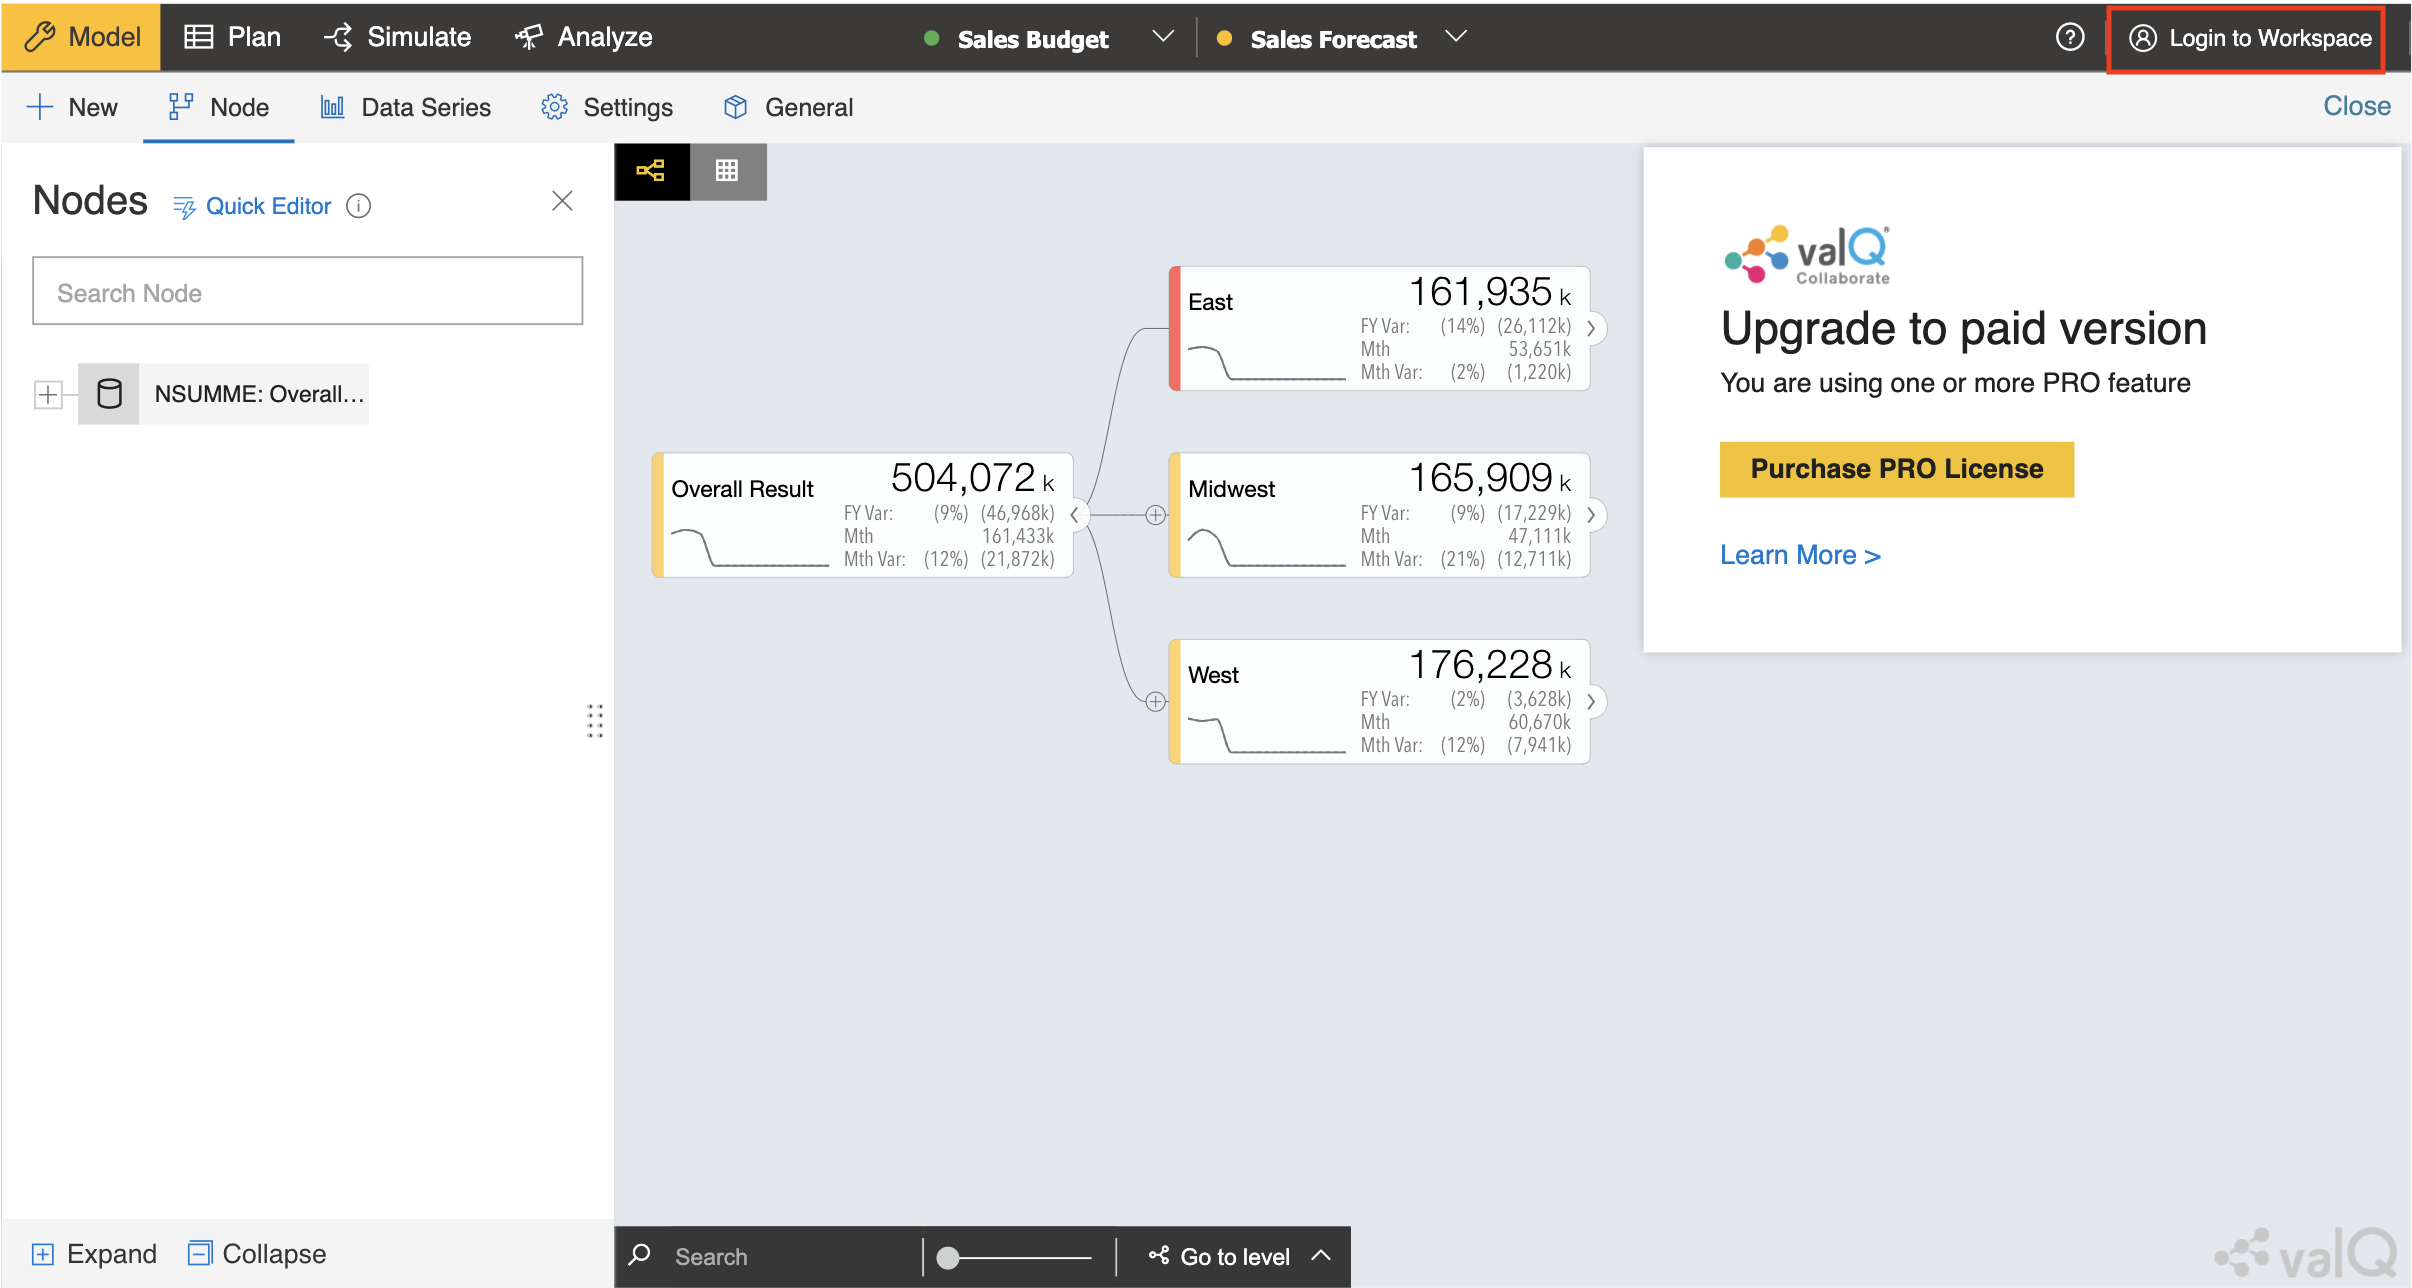 Model Plan Simulate Analyze Sales Budget Sales Forecast Login to Workspace
New Node Data Series Settings General Close
Nodes Quick Editor
Search Node
NSUMME: Overall...
Overall Result 504,072 k
FY Var: (9%) (46,968k)
Mth 161,433k
Mth Var: (12%) (21,872k)
East 161,935 k
FY Var: (14%) (26,112k)
Mth 53,651k
Mth Var: (2%) (1,220k)
Midwest 165,909 k
FY Var: (9%) (17,229k)
Mth 47,111k
Mth Var: (21%) (12,711k)
West 176,228 k
FY Var: (2%) (3,628k)
Mth 60,670k
Mth Var: (12%) (7,941k)
valQ®
Collaborate
Upgrade to paid version
You are using one or more PRO feature
Purchase PRO License
Learn More >
Expand Collapse
Search Go to level
valQ